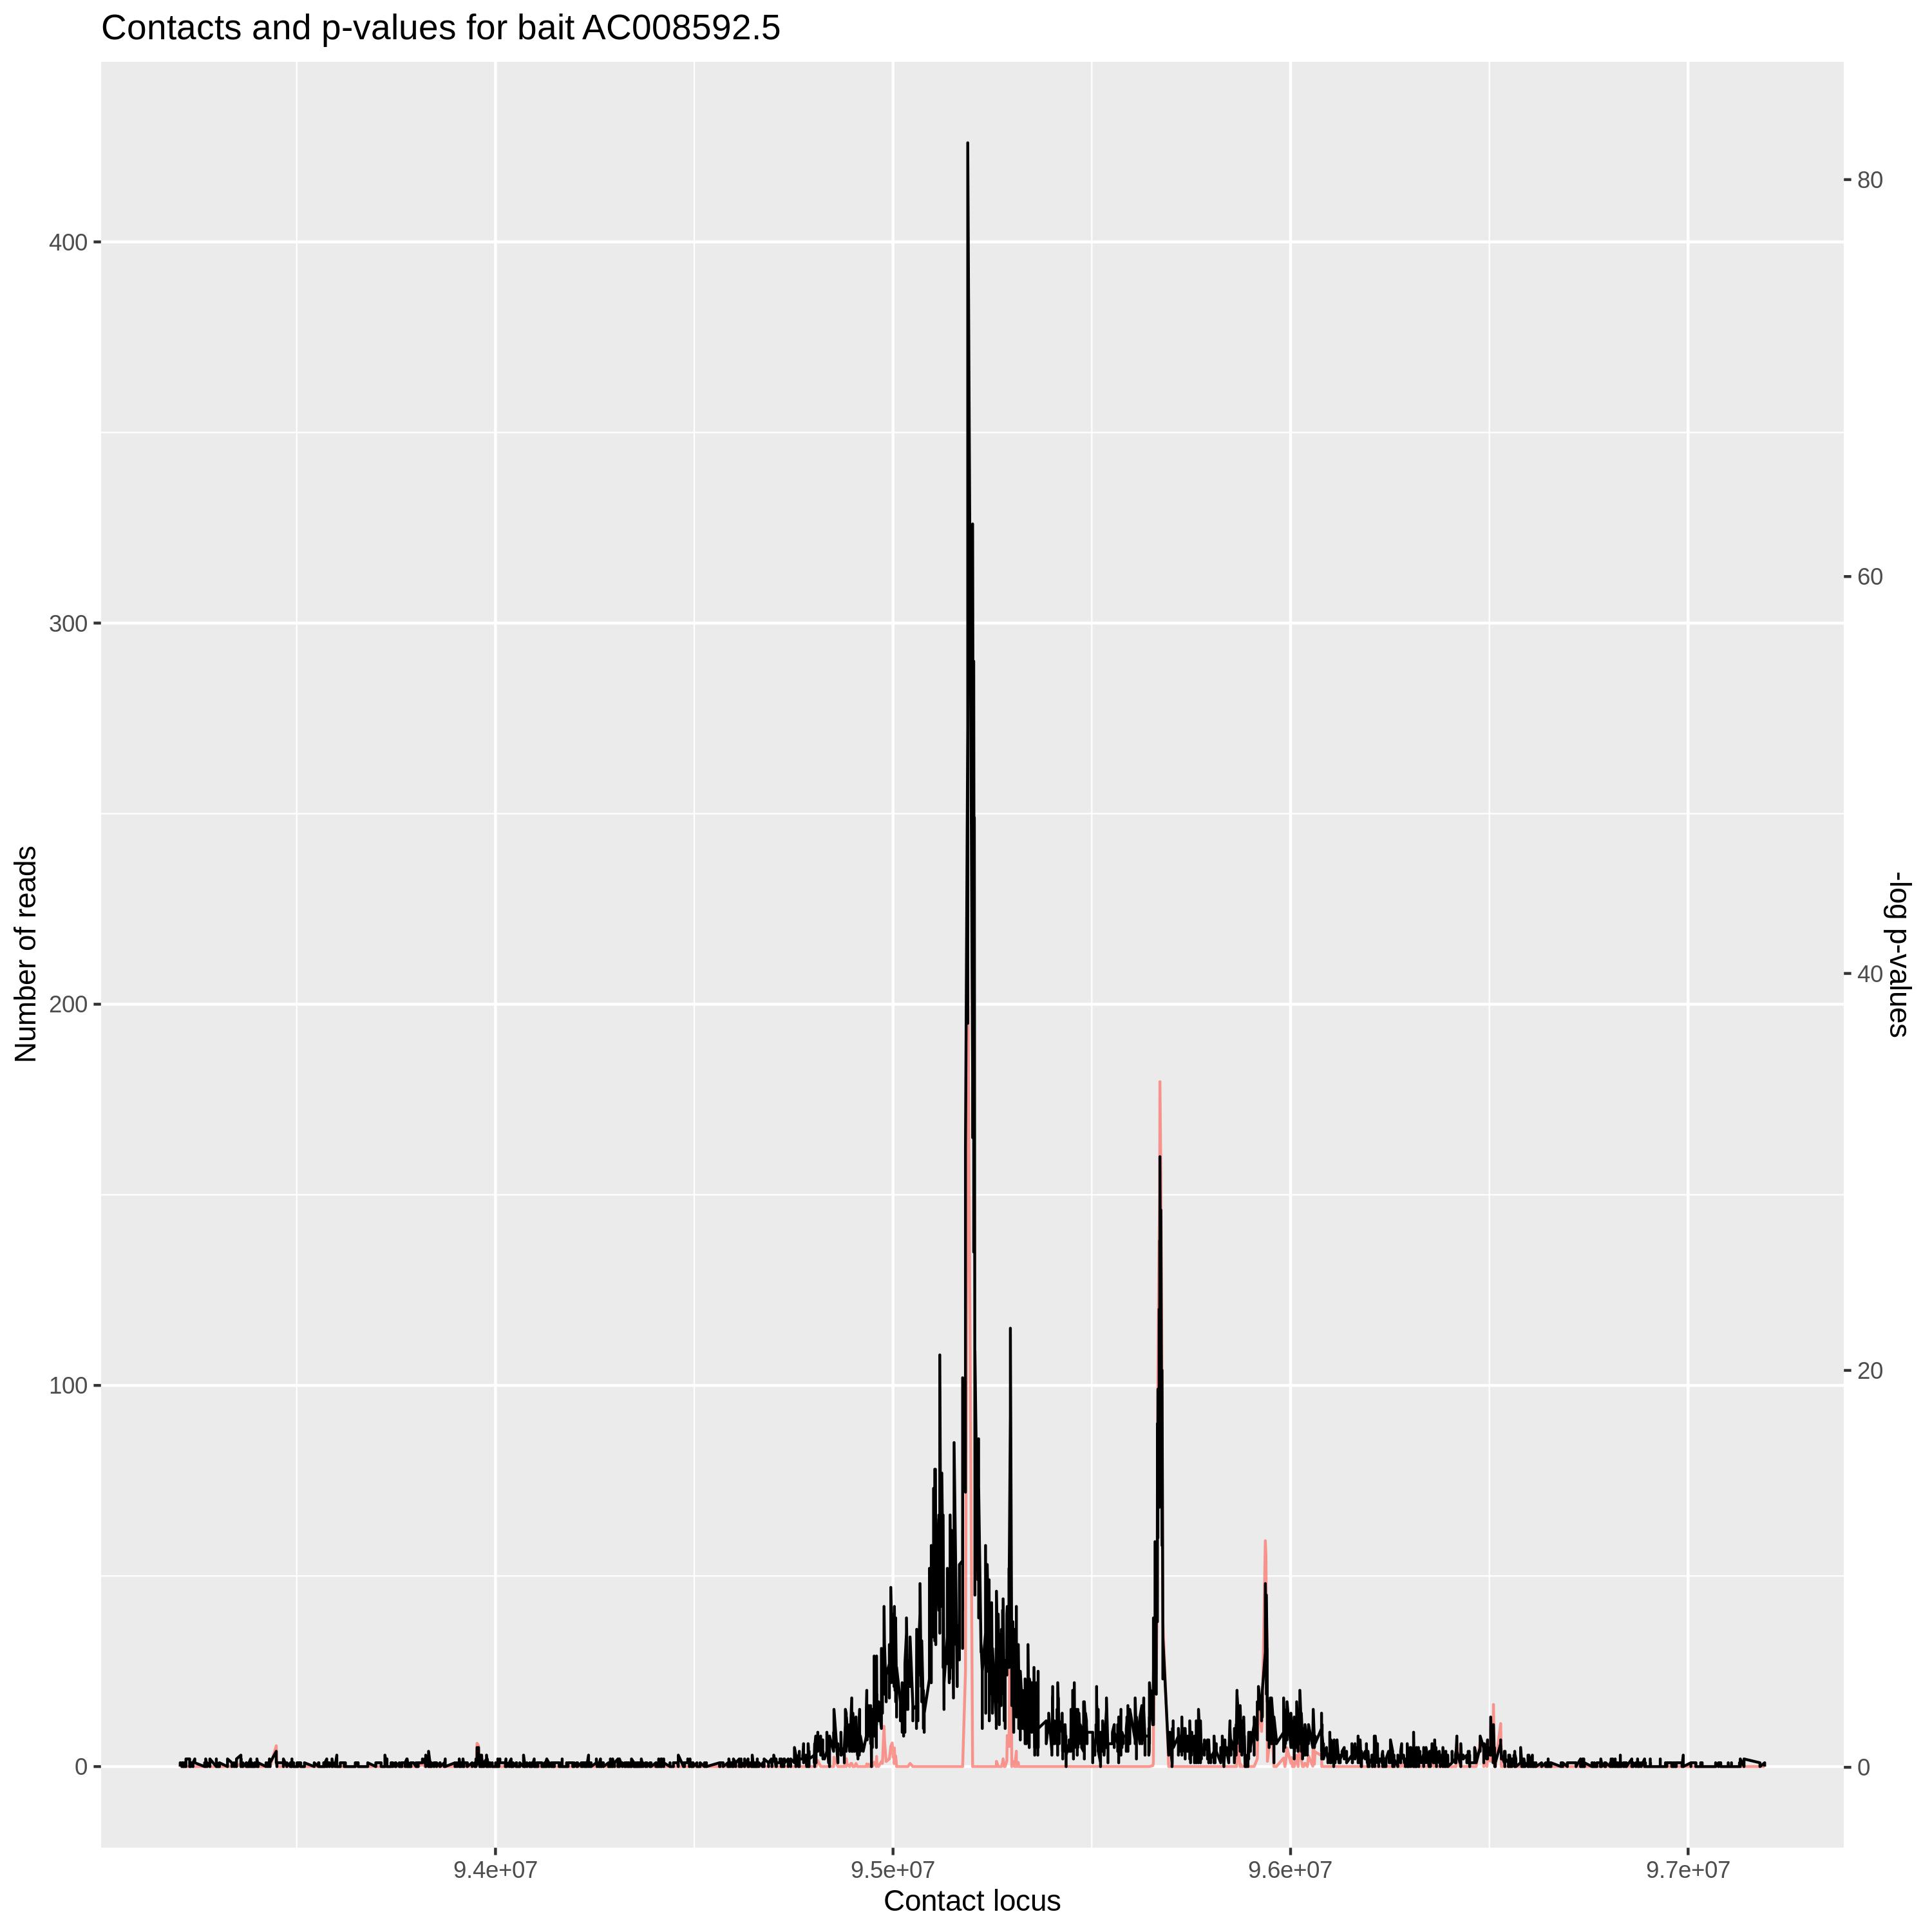 Contacts and p-values for bait AC008592.5
400
300
200
100
0
Number of reads
80
60
40
20
0
-log p-values
9.4e+07
9.5e+07
9.6e+07
9.7e+07
Contact locus